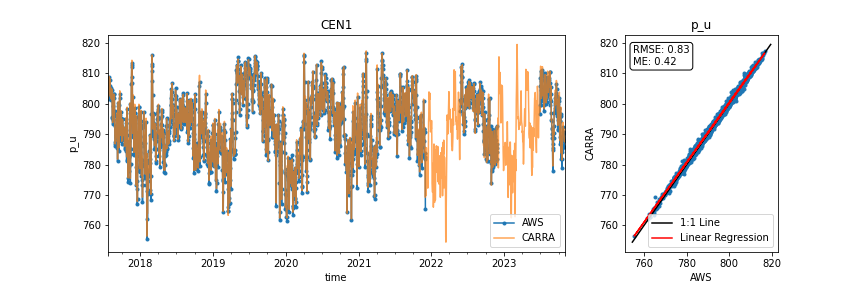 CEN1
p_u
820
810
800
790
780
770
760
p_u
2018
2019
2020
2021
2022
2023
time
AWS
CARRA
820
810
800
790
780
770
760
CARRA
RMSE: 0.83
ME: 0.42
1:1 Line
Linear Regression
760
780
800
820
AWS